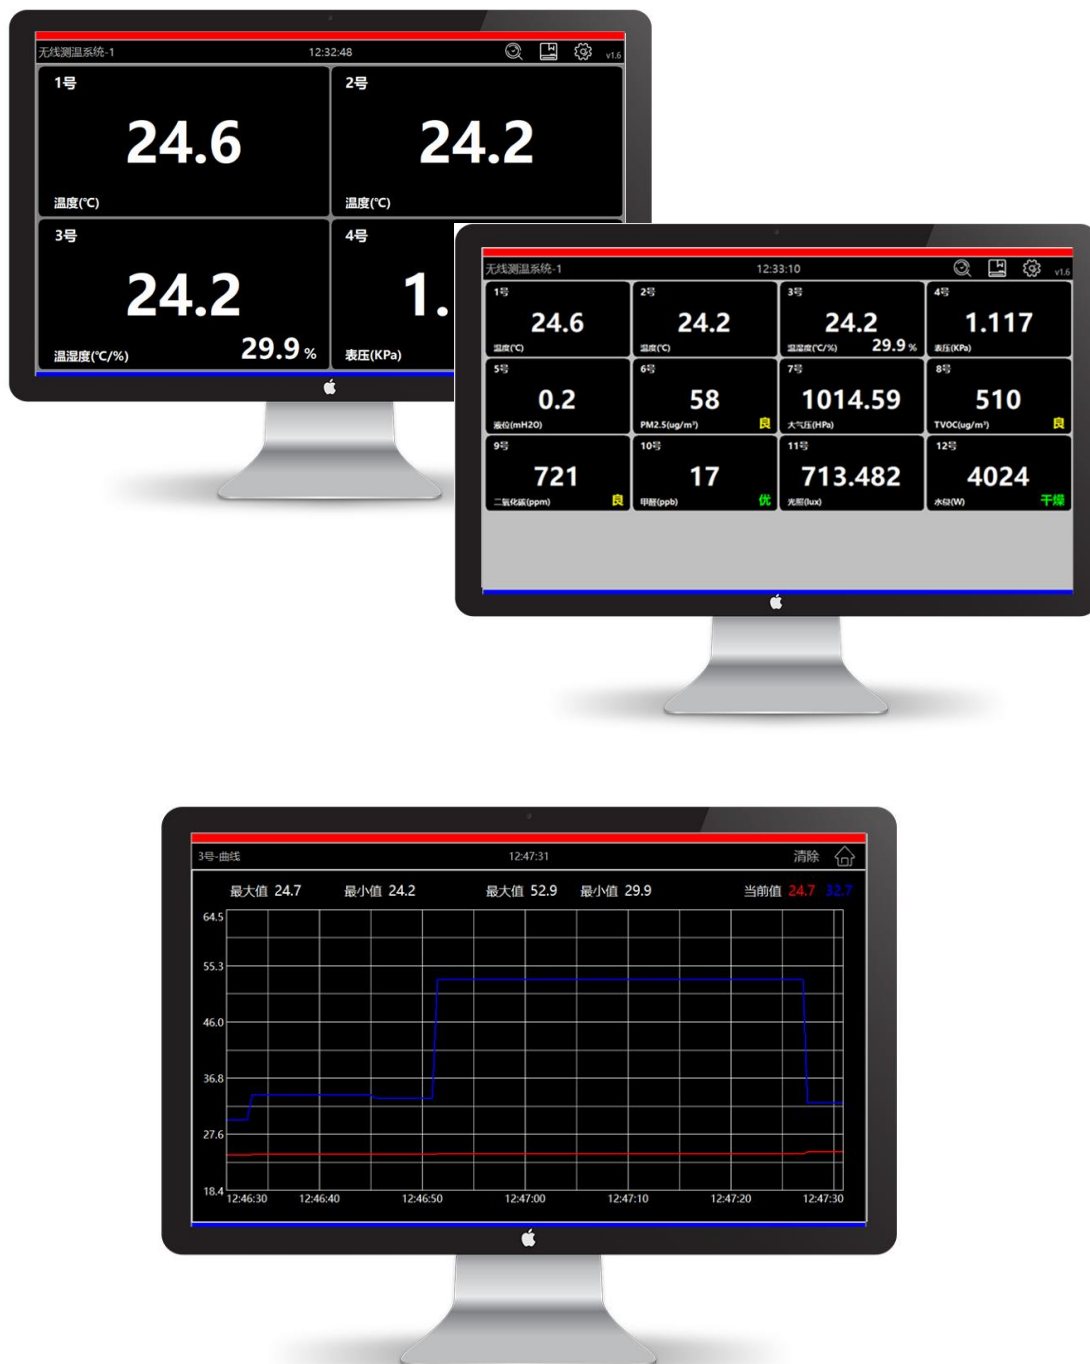 无线测温系统-1 12:32:48 v1.6
1号 2号
24.6 24.2
温度(℃) 温度(℃)
3号 4号
24.2 1.
温湿度(℃/%) 29.9 % 表压(KPa)
无线测温系统-1 12:33:10 v1.6
1号 2号 3号 4号
24.6 24.2 24.2 1.117
温度(℃) 温度(℃) 温湿度(℃/%) 29.9 % 表压(KPa)
5号 6号 7号 8号
0.2 58 1014.59 510
液位(mH2O) PM2.5(ug/m³) 良 大气压(HPa) TVOC(ug/m³) 良
9号 10号 11号 12号
721 17 713.482 4024
二氧化碳(ppm) 良 甲醛(ppb) 优 光照(lux) 水浸(W) 干燥
3号-曲线 12:47:31 清除
最大值 24.7 最小值 24.2 最大值 52.9 最小值 29.9 当前值 24.7 32.7
64.5
55.3
46.0
36.8
27.6
18.4
12:46:30 12:46:40 12:46:50 12:47:00 12:47:10 12:47:20 12:47:30